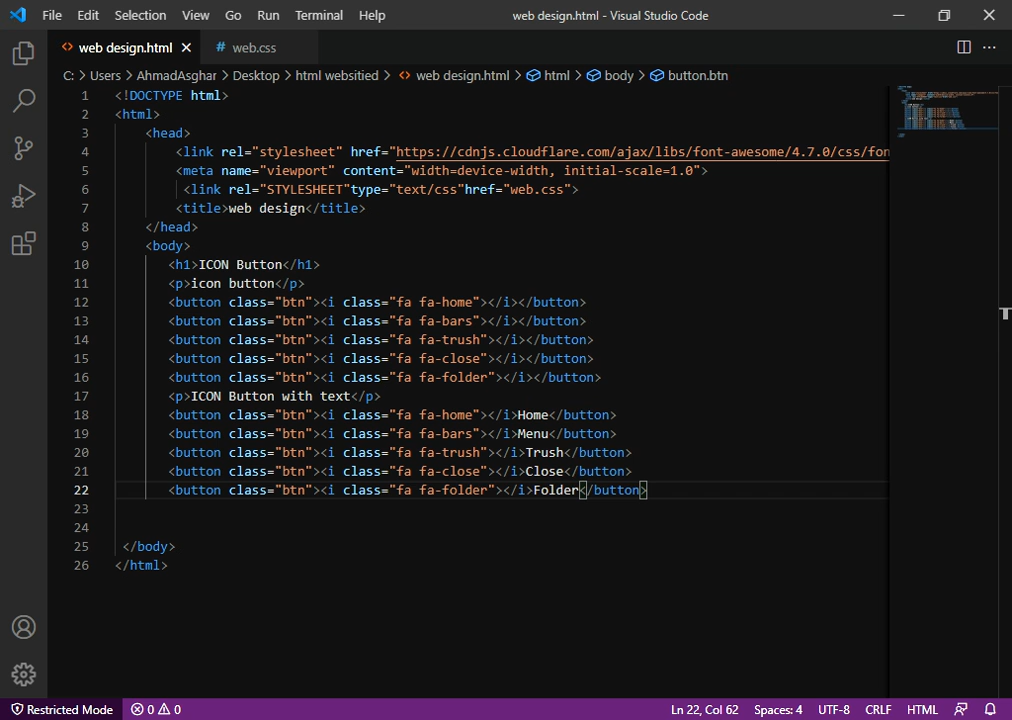 File Edit Selection View Go Run Terminal Help web design.html - Visual Studio Code
<> web design.html × # web.css
C: > Users > AhmadAsghar > Desktop > html websitied > <> web design.html > html > body > button.btn
1 <!DOCTYPE html>
2 <html>
3 <head>
4 <link rel="stylesheet" href="https://cdnjs.cloudflare.com/ajax/libs/font-awesome/4.7.0/css/fon
5 <meta name="viewport" content="width=device-width, initial-scale=1.0">
6 <link rel="STYLESHEET"type="text/css"href="web.css">
7 <title>web design</title>
8 </head>
9 <body>
10 <h1>ICON Button</h1>
11 <p>icon button</p>
12 <button class="btn"><i class="fa fa-home"></i></button>
13 <button class="btn"><i class="fa fa-bars"></i></button>
14 <button class="btn"><i class="fa fa-trush"></i></button>
15 <button class="btn"><i class="fa fa-close"></i></button>
16 <button class="btn"><i class="fa fa-folder"></i></button>
17 <p>ICON Button with text</p>
18 <button class="btn"><i class="fa fa-home"></i>Home</button>
19 <button class="btn"><i class="fa fa-bars"></i>Menu</button>
20 <button class="btn"><i class="fa fa-trush"></i>Trush</button>
21 <button class="btn"><i class="fa fa-close"></i>Close</button>
22 <button class="btn"><i class="fa fa-folder"></i>Folder</button>
23
24
25 </body>
26 </html>
Restricted Mode 0 0 Ln 22, Col 62 Spaces: 4 UTF-8 CRLF HTML